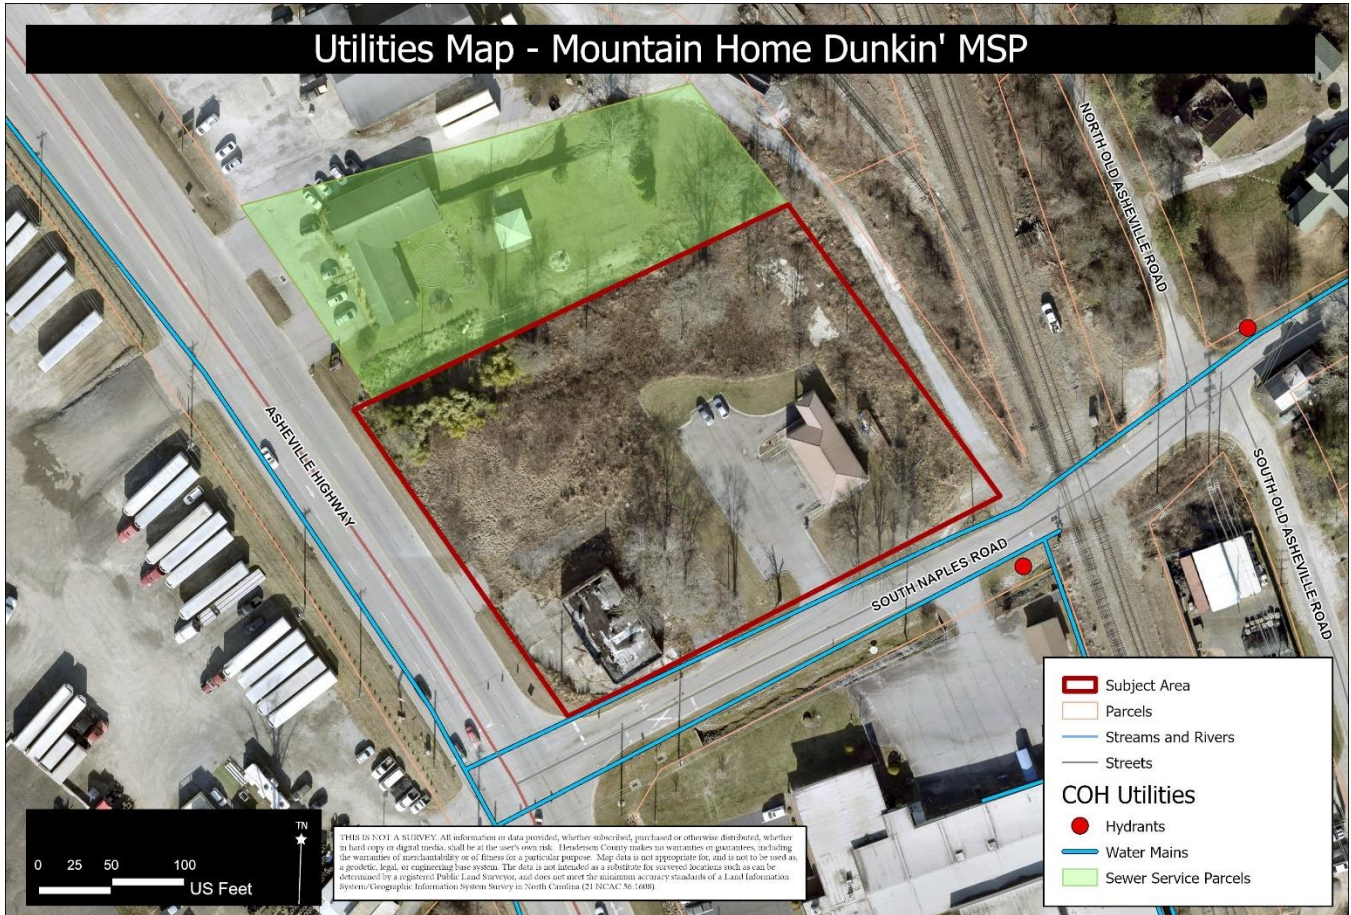 Utilities Map - Mountain Home Dunkin' MSP
NORTH OLD ASHEVILLE ROAD
ASHEVILLE HIGHWAY
SOUTH OLD ASHEVILLE ROAD
SOUTH NAPLES ROAD
Subject Area
Parcels
Streams and Rivers
Streets
COH Utilities
Hydrants
Water Mains
Sewer Service Parcels
TN
0 25 50 100
US Feet
THIS IS NOT A SURVEY. All information or data provided, whether subscribed, purchased or otherwise distributed, whether
in hard copy or digital media, shall be at the user's own risk. Henderson County makes no warranties or guarantees, including
the warranties of merchantability or of fitness for a particular purpose. Map data is not appropriate for, and is not to be used as,
a geodetic, legal, or engineering base system. The data is not intended as a substitute for surveyed locations such as can be
determined by a registered Public Land Surveyor, and does not meet the minimum accuracy standards of a Land Information
System/Geographic Information System Survey in North Carolina (21 NCAC 56.1608).